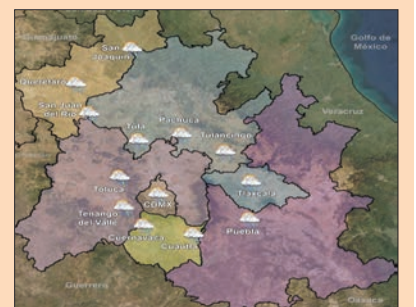 Guanajuato
San
Joaquín
Golfo de
México
Querétaro
San Juan
del Río
Pachuca
Veracruz
Tula
Tulancingo
Toluca
CDMX
Tlaxcala
Tenango
del Valle
Puebla
Cuernavaca
Cuautla
Guerrero
Oaxaca